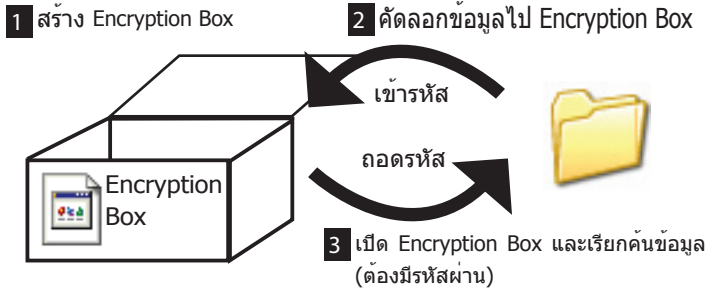 1 สร้าง Encryption Box
2 คัดลอกข้อมูลไป Encryption Box
เข้ารหัส
ถอดรหัส
Encryption
Box
3 เปิด Encryption Box และเรียกค้นข้อมูล
(ต้องมีรหัสผ่าน)